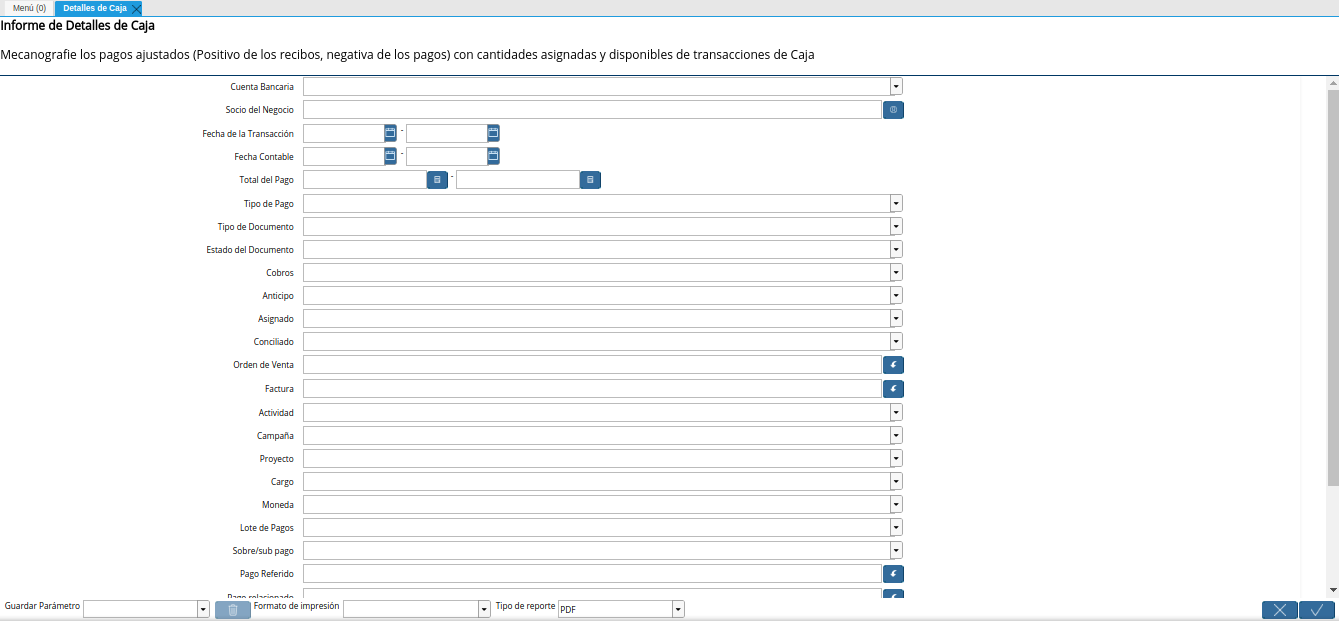 Menú (0) Detalles de Caja
Informe de Detalles de Caja
Mecanografie los pagos ajustados (Positivo de los recibos, negativa de los pagos) con cantidades asignadas y disponibles de transacciones de Caja
Cuenta Bancaria
Socio del Negocio
Fecha de la Transacción -
Fecha Contable -
Total del Pago -
Tipo de Pago
Tipo de Documento
Estado del Documento
Cobros
Anticipo
Asignado
Conciliado
Orden de Venta
Factura
Actividad
Campaña
Proyecto
Cargo
Moneda
Lote de Pagos
Sobre/sub pago
Pago Referido
Pago relacionado
Guardar Parámetro Formato de impresión Tipo de reporte PDF